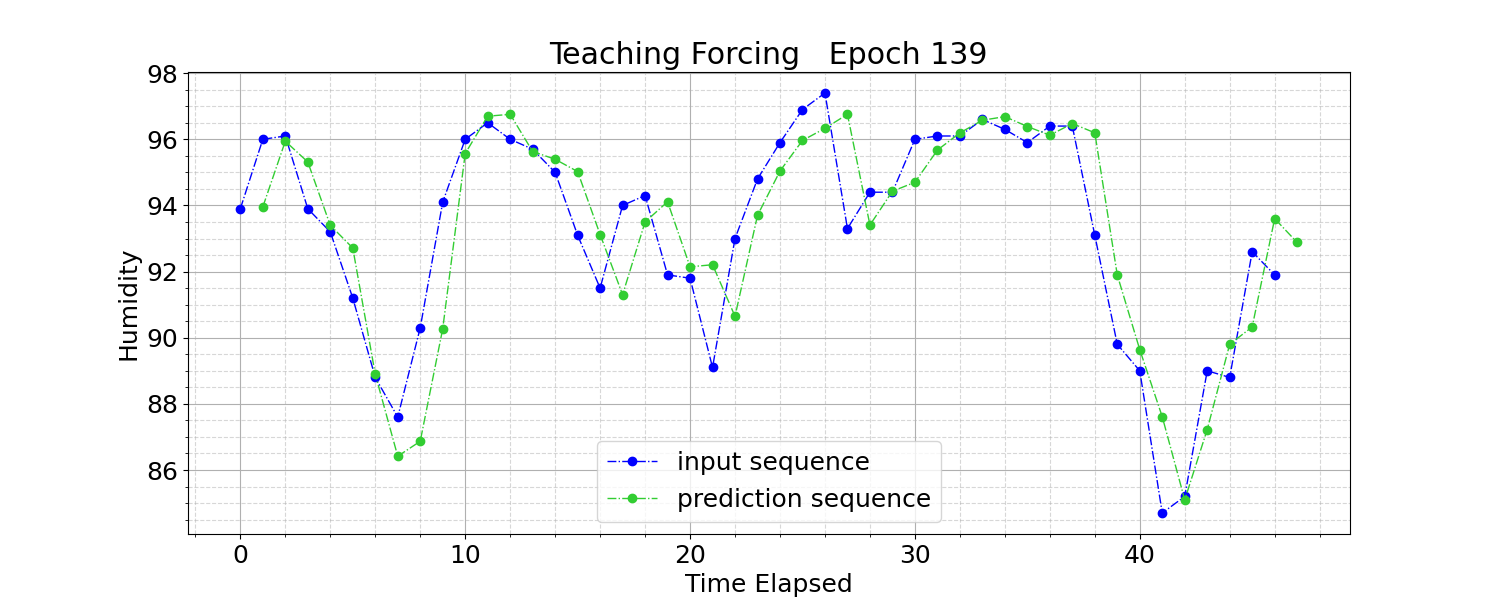 Teaching Forcing   Epoch 139
98
96
94
92
90
88
86
Humidity
input sequence
prediction sequence
0 10 20 30 40
Time Elapsed